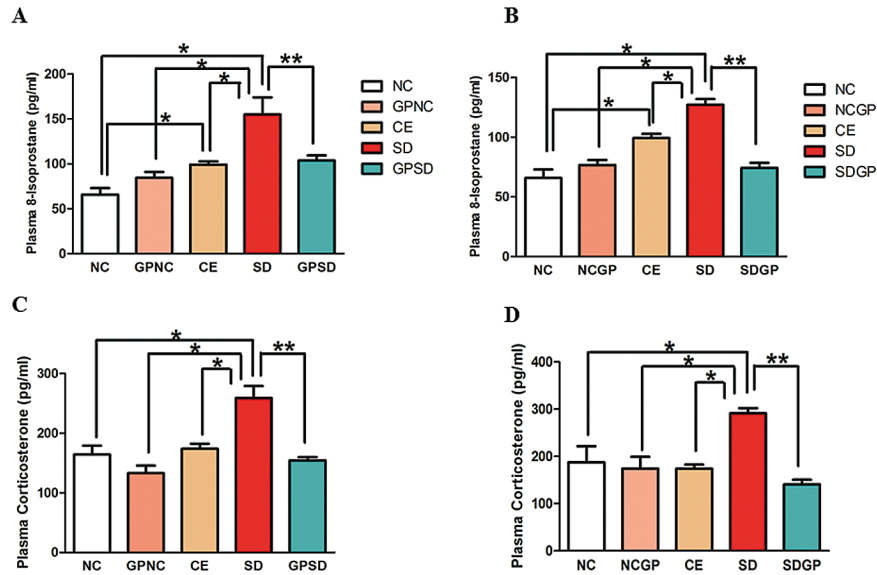 A
* * * ** *
Plasma 8-Isoprostane (pg/ml)
200
150
100
50
0
NC GPNC CE SD GPSD
NC
GPNC
CE
SD
GPSD
B
* * * ** *
Plasma 8-Isoprostane (pg/ml)
150
100
50
0
NC NCGP CE SD SDGP
NC
NCGP
CE
SD
SDGP
C
* * * **
Plasma Corticosterone (pg/ml)
300
200
100
0
NC GPNC CE SD GPSD
D
* * * **
Plasma Corticosterone (pg/ml)
400
300
200
100
0
NC NCGP CE SD SDGP